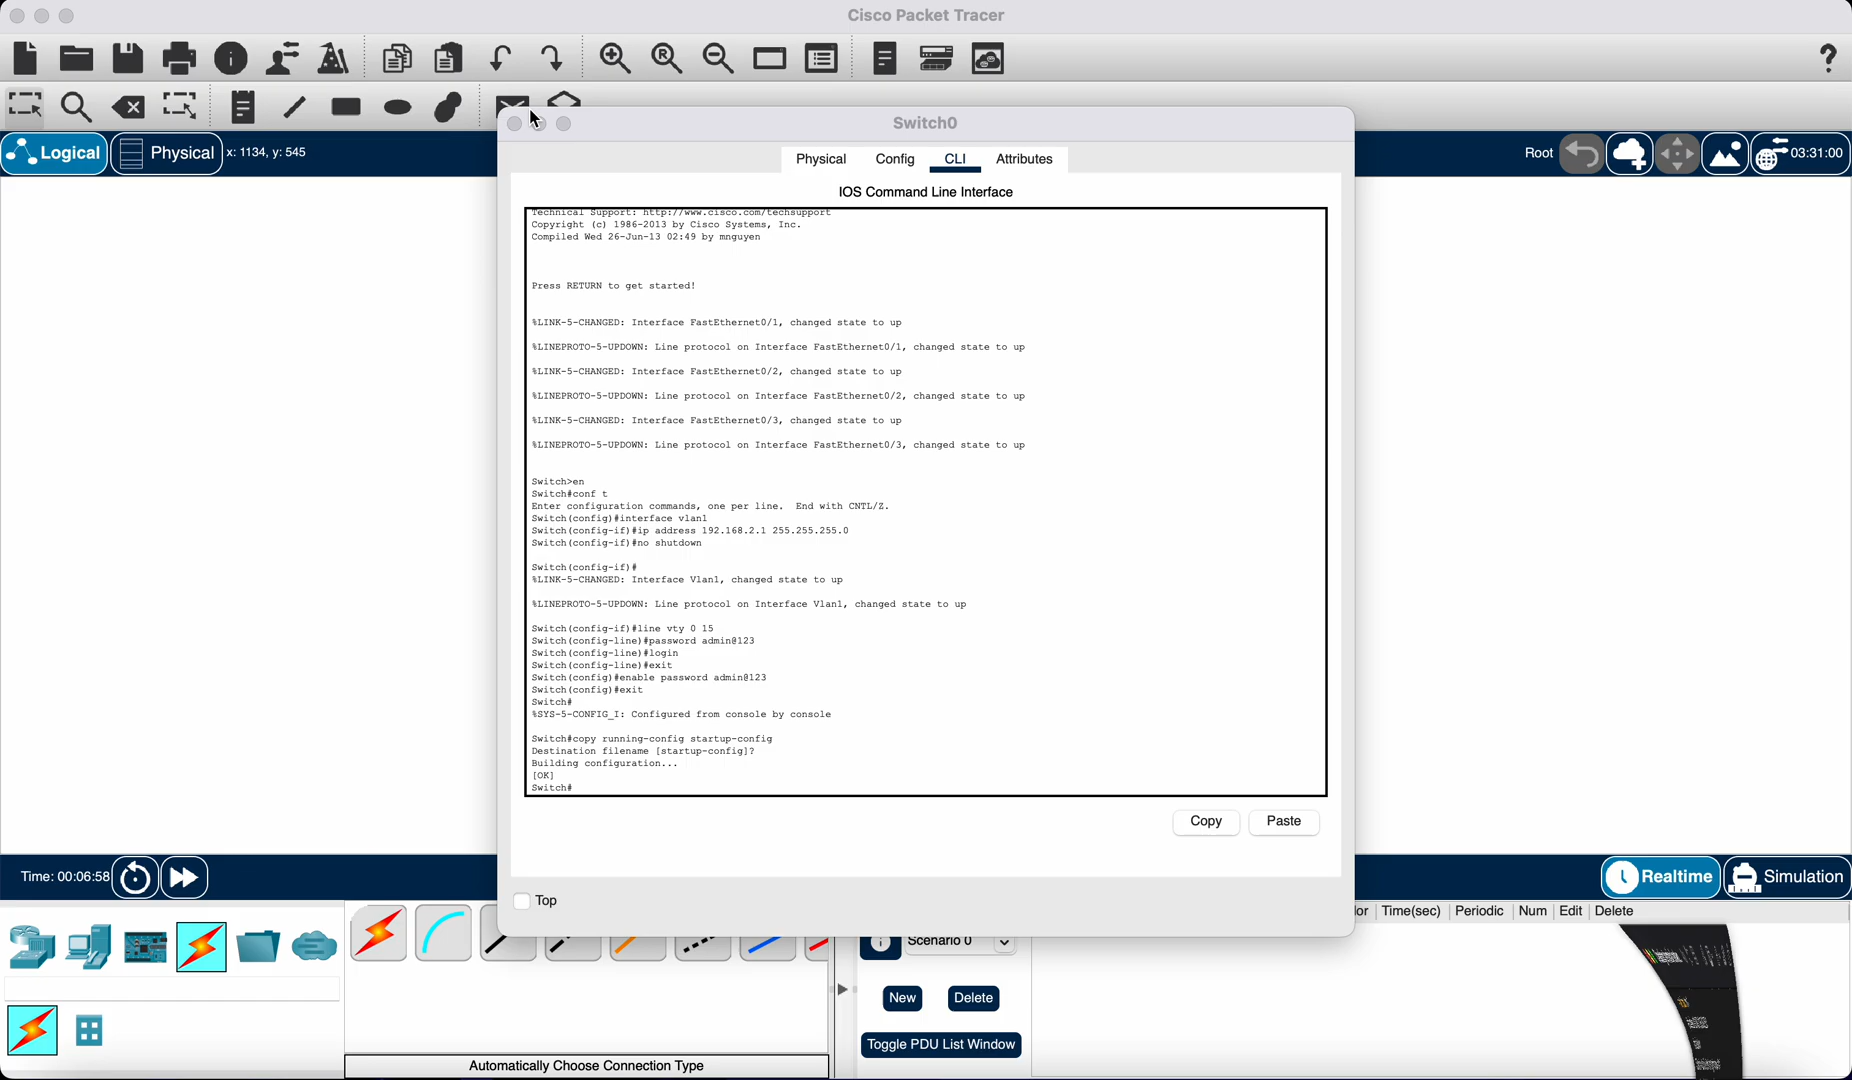 Cisco Packet Tracer
?
Logical
Physical
x: 1134, y: 545
Root
03:31:00
Switch0
Physical
Config
CLI
Attributes
IOS Command Line Interface
Technical Support: http://www.cisco.com/techsupport
Copyright (c) 1986-2013 by Cisco Systems, Inc.
Compiled Wed 26-Jun-13 02:49 by mnguyen
Press RETURN to get started!
%LINK-5-CHANGED: Interface FastEthernet0/1, changed state to up
%LINEPROTO-5-UPDOWN: Line protocol on Interface FastEthernet0/1, changed state to up
%LINK-5-CHANGED: Interface FastEthernet0/2, changed state to up
%LINEPROTO-5-UPDOWN: Line protocol on Interface FastEthernet0/2, changed state to up
%LINK-5-CHANGED: Interface FastEthernet0/3, changed state to up
%LINEPROTO-5-UPDOWN: Line protocol on Interface FastEthernet0/3, changed state to up
Switch>en
Switch#conf t
Enter configuration commands, one per line.  End with CNTL/Z.
Switch(config)#interface vlan1
Switch(config-if)#ip address 192.168.2.1 255.255.255.0
Switch(config-if)#no shutdown
Switch(config-if)#
%LINK-5-CHANGED: Interface Vlan1, changed state to up
%LINEPROTO-5-UPDOWN: Line protocol on Interface Vlan1, changed state to up
Switch(config-if)#line vty 0 15
Switch(config-line)#password admin@123
Switch(config-line)#login
Switch(config-line)#exit
Switch(config)#enable password admin@123
Switch(config)#exit
Switch#
%SYS-5-CONFIG_I: Configured from console by console
Switch#copy running-config startup-config
Destination filename [startup-config]?
Building configuration...
[OK]
Switch#
Copy
Paste
Top
Time: 00:06:58
Realtime
Simulation
Time(sec)
Periodic
Num
Edit
Delete
Scenario 0
New
Delete
Toggle PDU List Window
Automatically Choose Connection Type